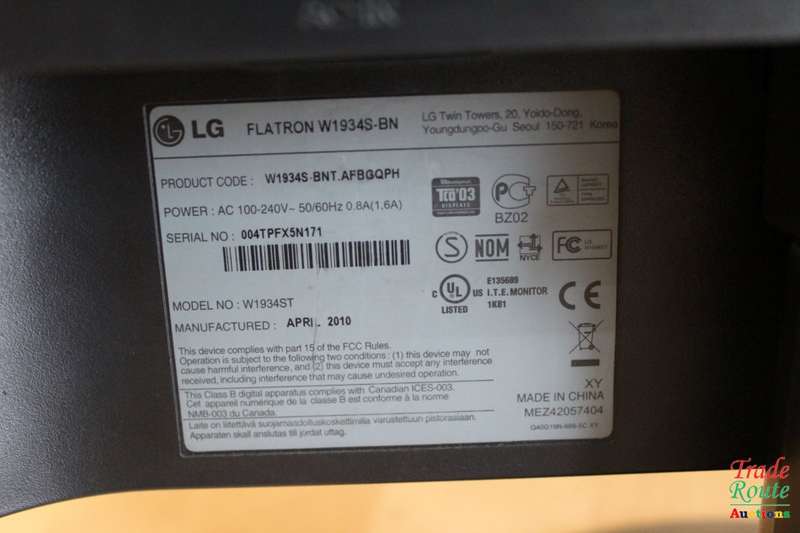 LG FLATRON W1934S-BN
LG Twin Towers, 20, Yoido-Dong,
Youngdungpo-Gu Seoul 150-721 Korea
PRODUCT CODE : W1934S-BNT.AFBGQPH
POWER : AC 100-240V~ 50/60Hz 0.8A(1.6A)
SERIAL NO : 004TPFX5N171
TCO'03
DISPLAYS
PG
BZ02
S NOM NYCE FC
C UL US
LISTED
E135689
I.T.E. MONITOR
1K81
CE
MODEL NO : W1934ST
MANUFACTURED : APRIL 2010
This device complies with part 15 of the FCC Rules.
Operation is subject to the following two conditions : (1) this device may not
cause harmful interference, and (2) this device must accept any interference
received, including interference that may cause undesired operation.
This Class B digital apparatus complies with Canadian ICES-003.
Cet appareil numérique de la classe B est conforme à la norme
NMB-003 du Canada.
Laite on liitettävä suojamaadoituskoskettimilla varustettuun pistorasiaan.
Apparaten skall anslutas till jordat uttag.
XY
MADE IN CHINA
MEZ42057404
Trade
Route
Auctions